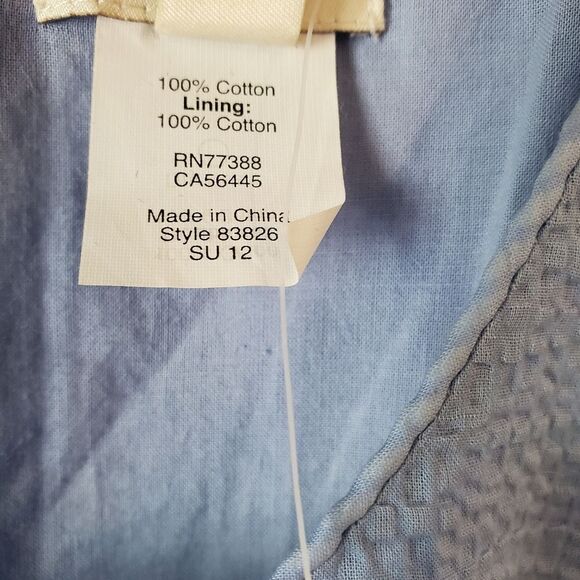 100% Cotton
Lining:
100% Cotton
RN77388
CA56445
Made in China
Style 83826
SU 12